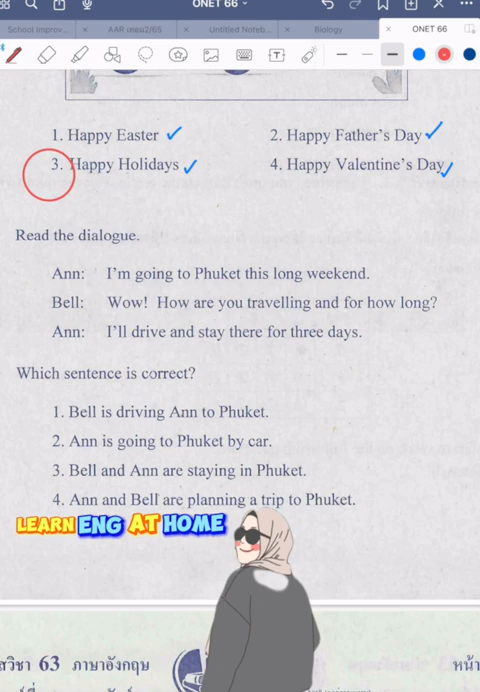 ONET 66
School Improv...
AAR เทอม2/65
Untitled Noteb...
Biology
ONET 66
1. Happy Easter
2. Happy Father's Day
3. Happy Holidays
4. Happy Valentine's Day
Read the dialogue.
Ann: I'm going to Phuket this long weekend.
Bell: Wow! How are you travelling and for how long?
Ann: I'll drive and stay there for three days.
Which sentence is correct?
1. Bell is driving Ann to Phuket.
2. Ann is going to Phuket by car.
3. Bell and Ann are staying in Phuket.
4. Ann and Bell are planning a trip to Phuket.
LEARN ENG AT HOME
สวิชา 63 ภาษาอังกฤษ
หน้า